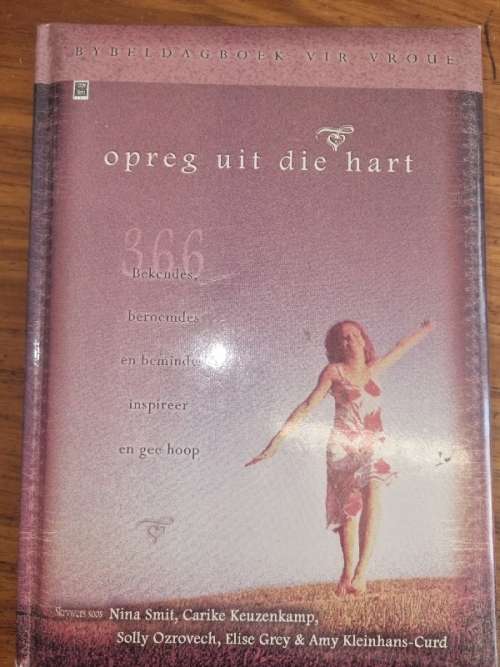 BYBELDAGBOEK VIR VROUE
opreg uit die hart
366
Bekendes,
beroemdes
en bemindes
inspireer
en gee hoop
Skrywers soos Nina Smit, Carike Keuzenkamp,
Solly Ozrovech, Elise Grey & Amy Kleinhans-Curd